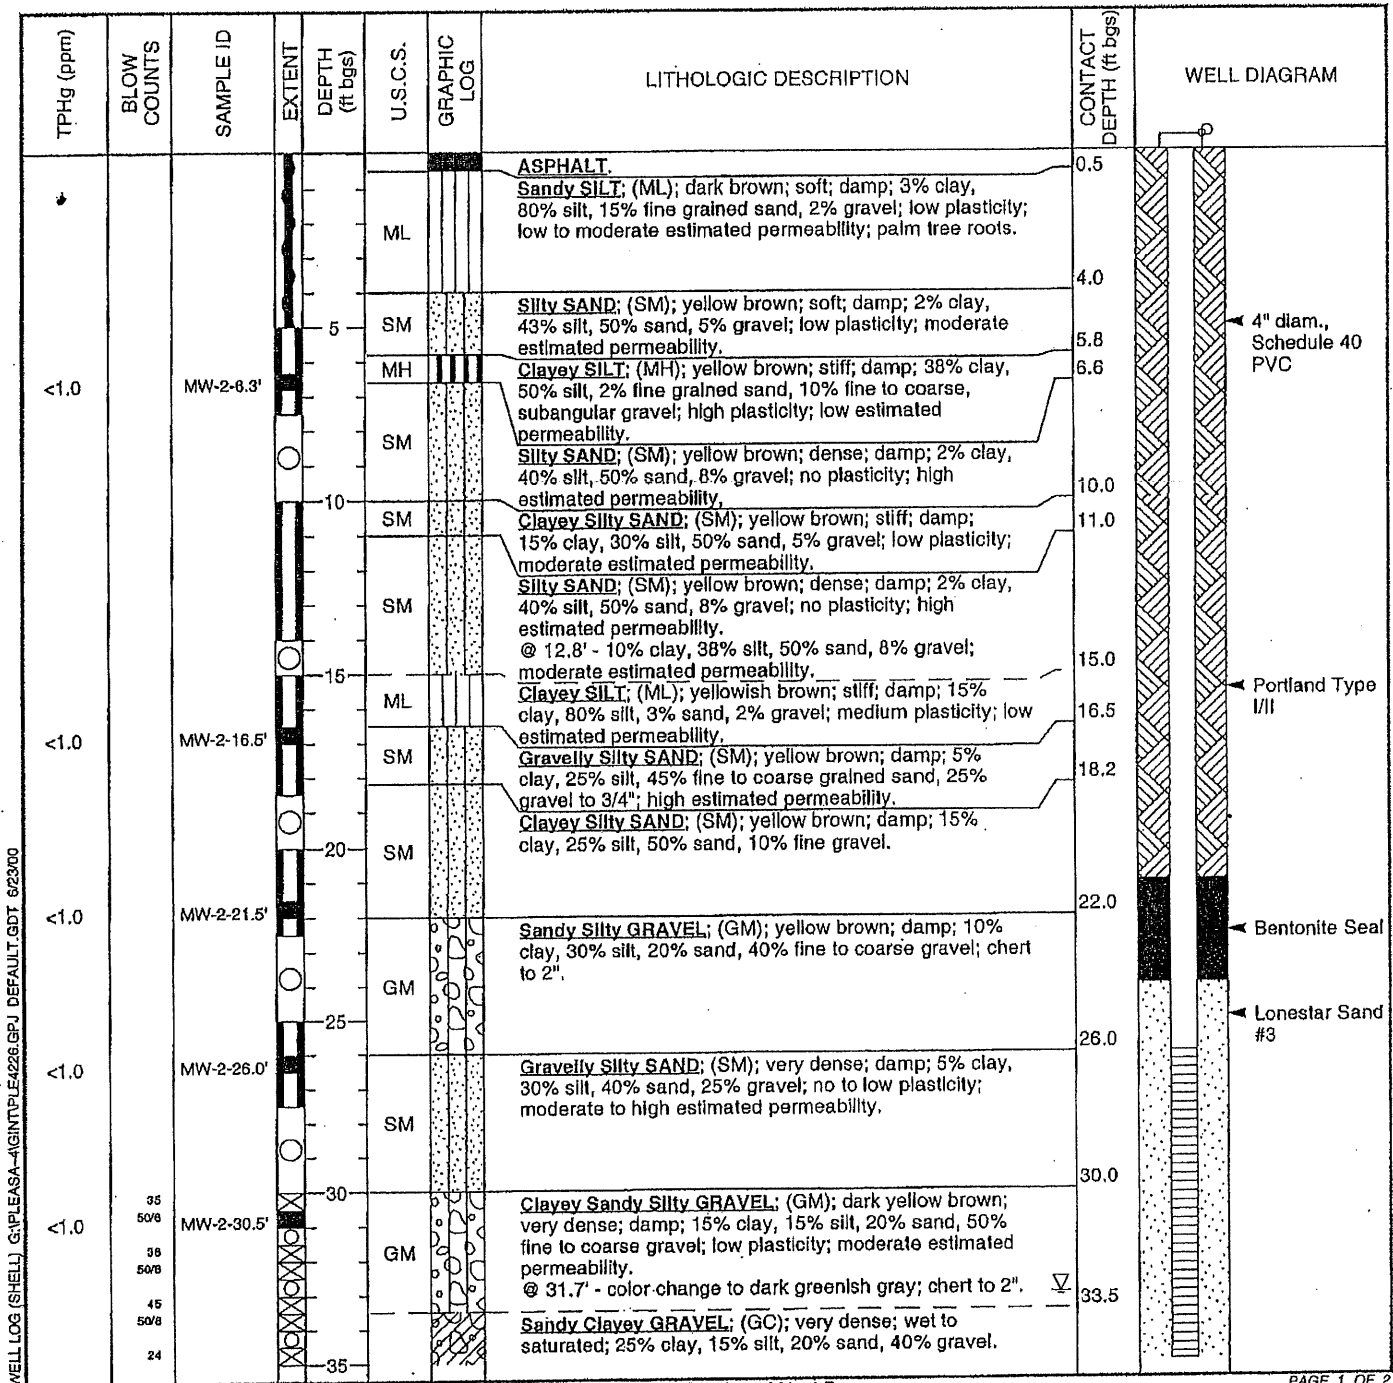 TPHg (ppm)
BLOW COUNTS
SAMPLE ID
EXTENT
DEPTH (ft bgs)
U.S.C.S.
GRAPHIC LOG
LITHOLOGIC DESCRIPTION
CONTACT DEPTH (ft bgs)
WELL DIAGRAM
ASPHALT.
0.5
Sandy SILT; (ML); dark brown; soft; damp; 3% clay,
80% silt, 15% fine grained sand, 2% gravel; low plasticity;
low to moderate estimated permeability; palm tree roots.
ML
4.0
Silty SAND; (SM); yellow brown; soft; damp; 2% clay,
43% silt, 50% sand, 5% gravel; low plasticity; moderate
estimated permeability.
SM
5
5.8
4" diam.,
Schedule 40
PVC
Clayey SILT; (MH); yellow brown; stiff; damp; 38% clay,
50% silt, 2% fine grained sand, 10% fine to coarse,
subangular gravel; high plasticity; low estimated
permeability.
MH
6.6
<1.0
MW-2-6.3'
SM
Silty SAND; (SM); yellow brown; dense; damp; 2% clay,
40% silt, 50% sand, 8% gravel; no plasticity; high
estimated permeability.
10.0
10
SM
Clayey Silty SAND; (SM); yellow brown; stiff; damp;
15% clay, 30% silt, 50% sand, 5% gravel; low plasticity;
moderate estimated permeability.
11.0
Silty SAND; (SM); yellow brown; dense; damp; 2% clay,
40% silt, 50% sand, 8% gravel; no plasticity; high
estimated permeability.
@ 12.8' - 10% clay, 38% silt, 50% sand, 8% gravel;
moderate estimated permeability.
SM
15.0
15
Clayey SILT; (ML); yellowish brown; stiff; damp; 15%
clay, 80% silt, 3% sand, 2% gravel; medium plasticity; low
estimated permeability.
ML
16.5
Portland Type
I/II
<1.0
MW-2-16.5'
SM
Gravelly Silty SAND; (SM); yellow brown; damp; 5%
clay, 25% silt, 45% fine to coarse grained sand, 25%
gravel to 3/4"; high estimated permeability.
18.2
Clayey Silty SAND; (SM); yellow brown; damp; 15%
clay, 25% silt, 50% sand, 10% fine gravel.
20
SM
<1.0
MW-2-21.5'
22.0
Sandy Silty GRAVEL; (GM); yellow brown; damp; 10%
clay, 30% silt, 20% sand, 40% fine to coarse gravel; chert
to 2".
Bentonite Seal
GM
25
Lonestar Sand
#3
26.0
<1.0
MW-2-26.0'
Gravelly Silty SAND; (SM); very dense; damp; 5% clay,
30% silt, 40% sand, 25% gravel; no to low plasticity;
moderate to high estimated permeability.
SM
30.0
30
35
50/6
<1.0
MW-2-30.5'
Clayey Sandy Silty GRAVEL; (GM); dark yellow brown;
very dense; damp; 15% clay, 15% silt, 20% sand, 50%
fine to coarse gravel; low plasticity; moderate estimated
permeability.
@ 31.7' - color change to dark greenish gray; chert to 2".
GM
38
50/6
33.5
45
50/6
Sandy Clayey GRAVEL; (GC); very dense; wet to
saturated; 25% clay, 15% silt, 20% sand, 40% gravel.
24
35
WELL LOG (SHELL) G:\PLEASA~4\GINT\PLE4226.GPJ DEFAULT.GDT 6/23/00
PAGE 1 OF 2